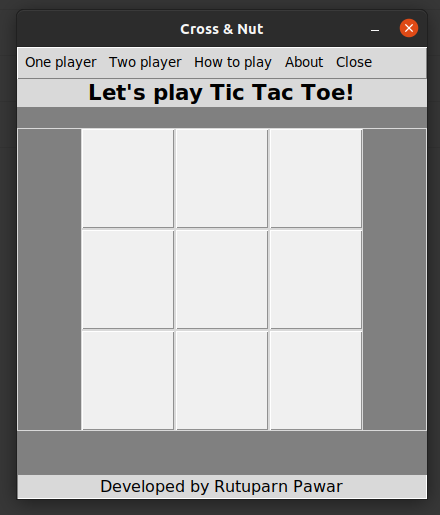 Cross & Nut
One player Two player How to play About Close
Let's play Tic Tac Toe!
Developed by Rutuparn Pawar